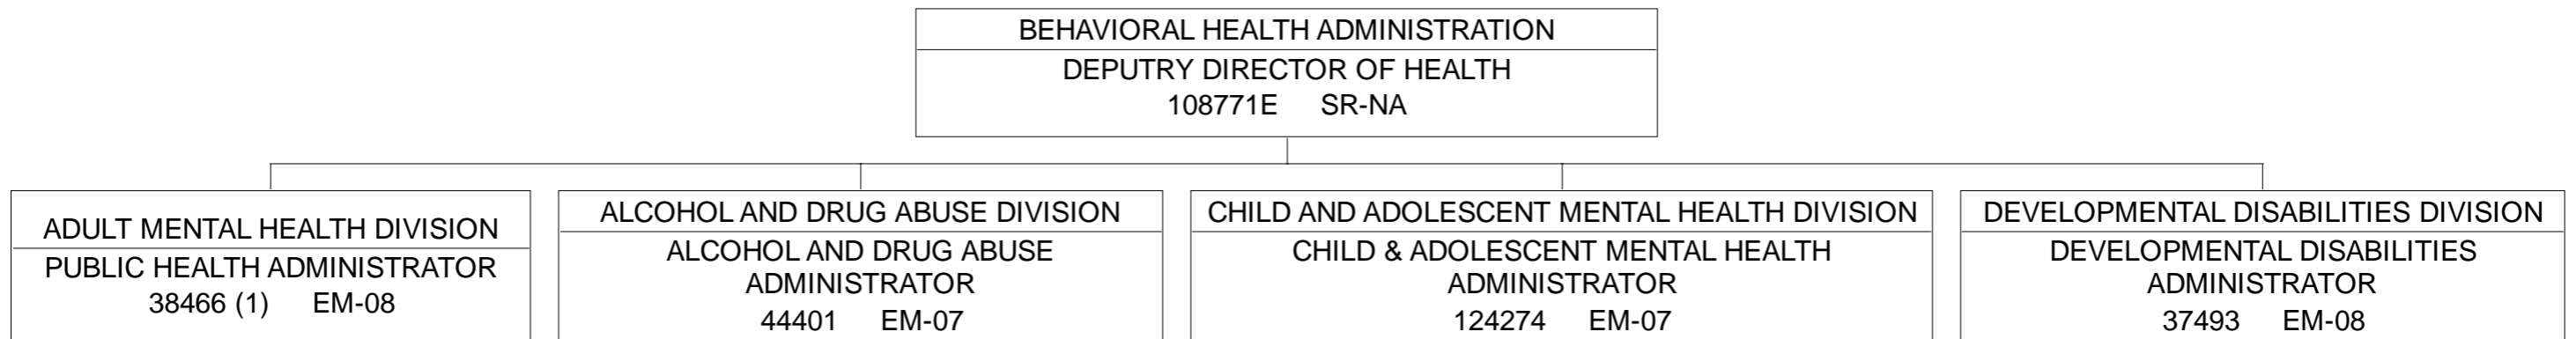 BEHAVIORAL HEALTH ADMINISTRATION
DEPUTRY DIRECTOR OF HEALTH
108771E SR-NA
ADULT MENTAL HEALTH DIVISION
PUBLIC HEALTH ADMINISTRATOR
38466 (1) EM-08
ALCOHOL AND DRUG ABUSE DIVISION
ALCOHOL AND DRUG ABUSE
ADMINISTRATOR
44401 EM-07
CHILD AND ADOLESCENT MENTAL HEALTH DIVISION
CHILD & ADOLESCENT MENTAL HEALTH
ADMINISTRATOR
124274 EM-07
DEVELOPMENTAL DISABILITIES DIVISION
DEVELOPMENTAL DISABILITIES
ADMINISTRATOR
37493 EM-08